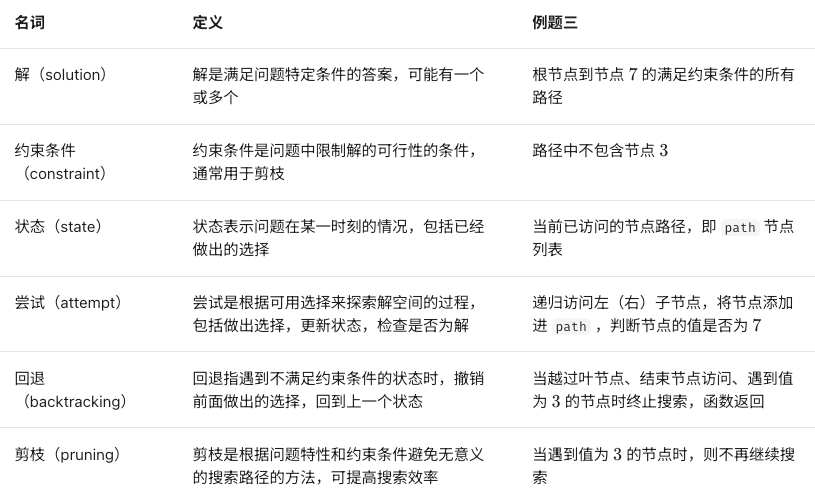 名词 定义 例题三
解（solution） 解是满足问题特定条件的答案，可能有一个 根节点到节点 7 的满足约束条件的所有
或多个 路径
约束条件 约束条件是问题中限制解的可行性的条件， 路径中不包含节点 3
（constraint） 通常用于剪枝
状态（state） 状态表示问题在某一时刻的情况，包括已经 当前已访问的节点路径，即 path 节点
做出的选择 列表
尝试（attempt） 尝试是根据可用选择来探索解空间的过程， 递归访问左（右）子节点，将节点添加
包括做出选择，更新状态，检查是否为解 进 path ，判断节点的值是否为 7
回退 回退指遇到不满足约束条件的状态时，撤销 当越过叶节点、结束节点访问、遇到值
（backtracking） 前面做出的选择，回到上一个状态 为 3 的节点时终止搜索，函数返回
剪枝（pruning） 剪枝是根据问题特性和约束条件避免无意义 当遇到值为 3 的节点时，则不再继续搜
的搜索路径的方法，可提高搜索效率 索